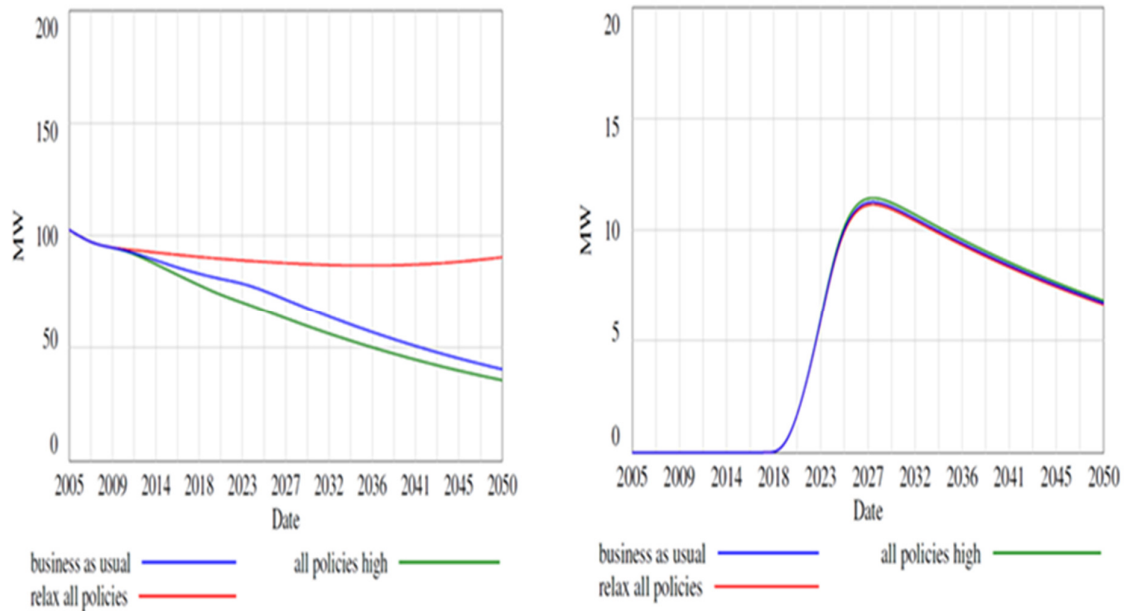 200
150
100
50
0
MW
2005 2009 2014 2018 2023 2027 2032 2036 2041 2045 2050
Date
business as usual
all policies high
relax all policies
20
15
10
5
0
MW
2005 2009 2014 2018 2023 2027 2032 2036 2041 2045 2050
Date
business as usual
all policies high
relax all policies